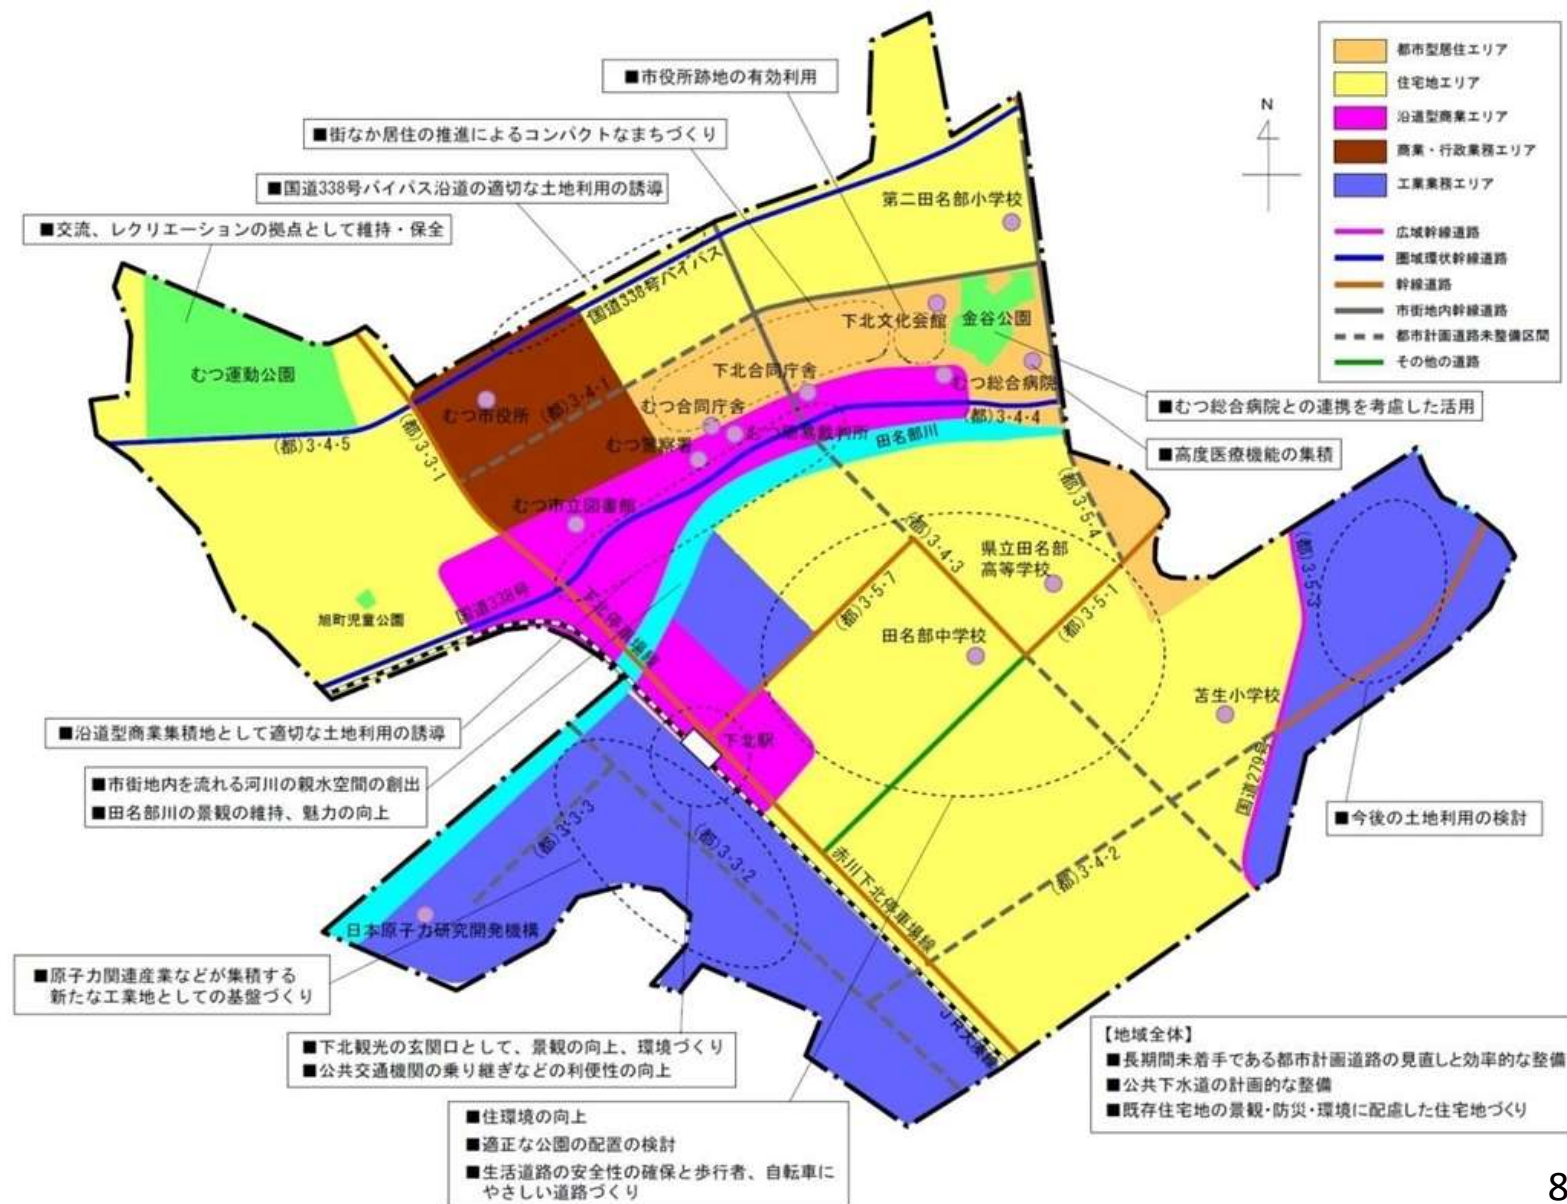 ■市役所跡地の有効利用
■街なか居住の推進によるコンパクトなまちづくり
■国道338号バイパス沿道の適切な土地利用の誘導
■交流、レクリエーションの拠点として維持・保全
N
都市型居住エリア
住宅地エリア
沿道型商業エリア
商業・行政業務エリア
工業業務エリア
広域幹線道路
圏域環状幹線道路
幹線道路
市街地内幹線道路
都市計画道路未整備区間
その他の道路
第二田名部小学校
国道338号バイパス
下北文化会館
金谷公園
むつ運動公園
下北合同庁舎
むつ総合病院
むつ市役所
(都)3・4・1
むつ合同庁舎
(都)3・4・4
■むつ総合病院との連携を考慮した活用
(都)3・4・5
(都)3・3・1
むつ警察署
田名部川
■高度医療機能の集積
むつ市立図書館
(都)3・5・4
(都)3・4・3
県立田名部
高等学校
(都)3・5・3
国道338号
下北停車場線
(都)3・5・7
(都)3・5・1
旭町児童公園
田名部中学校
苫生小学校
■沿道型商業集積地として適切な土地利用の誘導
下北駅
国道279号
■市街地内を流れる河川の親水空間の創出
■田名部川の景観の維持、魅力の向上
■今後の土地利用の検討
(都)3・3・3
(都)3・3・2
赤川下北停車場線
(都)3・4・2
日本原子力研究開発機構
■原子力関連産業などが集積する
新たな工業地としての基盤づくり
■下北観光の玄関口として、景観の向上、環境づくり
■公共交通機関の乗り継ぎなどの利便性の向上
【地域全体】
■長期間未着手である都市計画道路の見直しと効率的な整備
■公共下水道の計画的な整備
■既存住宅地の景観・防災・環境に配慮した住宅地づくり
■住環境の向上
■適正な公園の配置の検討
■生活道路の安全性の確保と歩行者、自転車に
やさしい道路づくり
8